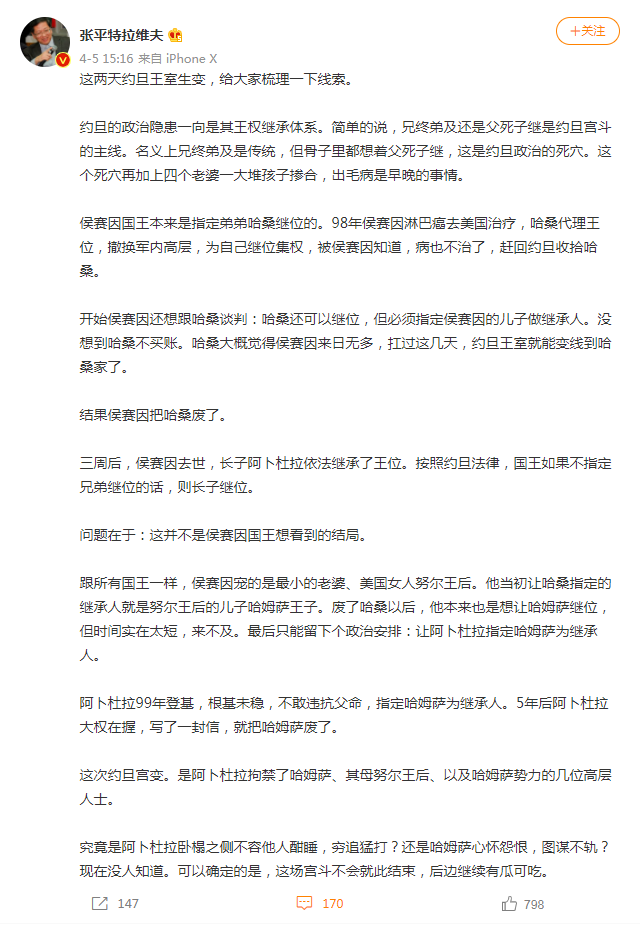 张平特拉维夫
+关注
4-5 15:16 来自 iPhone X
这两天约旦王室生变，给大家梳理一下线索。
约旦的政治隐患一向是其王权继承体系。简单的说，兄终弟及还是父死子继是约旦宫斗
的主线。名义上兄终弟及是传统，但骨子里都想着父死子继，这是约旦政治的死穴。这
个死穴再加上四个老婆一大堆孩子掺合，出毛病是早晚的事情。
侯赛因国王本来是指定弟弟哈桑继位的。98年侯赛因淋巴癌去美国治疗，哈桑代理王
位，撤换军内高层，为自己继位集权，被侯赛因知道，病也不治了，赶回约旦收拾哈
桑。
开始侯赛因还想跟哈桑谈判：哈桑还可以继位，但必须指定侯赛因的儿子做继承人。没
想到哈桑不买账。哈桑大概觉得侯赛因来日无多，扛过这几天，约旦王室就能变线到哈
桑家了。
结果侯赛因把哈桑废了。
三周后，侯赛因去世，长子阿卜杜拉依法继承了王位。按照约旦法律，国王如果不指定
兄弟继位的话，则长子继位。
问题在于：这并不是侯赛因国王想看到的结局。
跟所有国王一样，侯赛因宠的是最小的老婆、美国女人努尔王后。他当初让哈桑指定的
继承人就是努尔王后的儿子哈姆萨王子。废了哈桑以后，他本来也是想让哈姆萨继位，
但时间实在太短，来不及。最后只能留下个政治安排：让阿卜杜拉指定哈姆萨为继承
人。
阿卜杜拉99年登基，根基未稳，不敢违抗父命，指定哈姆萨为继承人。5年后阿卜杜拉
大权在握，写了一封信，就把哈姆萨废了。
这次约旦宫变。是阿卜杜拉拘禁了哈姆萨、其母努尔王后、以及哈姆萨势力的几位高层
人士。
究竟是阿卜杜拉卧榻之侧不容他人酣睡，穷追猛打？还是哈姆萨心怀怨恨，图谋不轨？
现在没人知道。可以确定的是，这场宫斗不会就此结束，后边继续有瓜可吃。
147
170
798